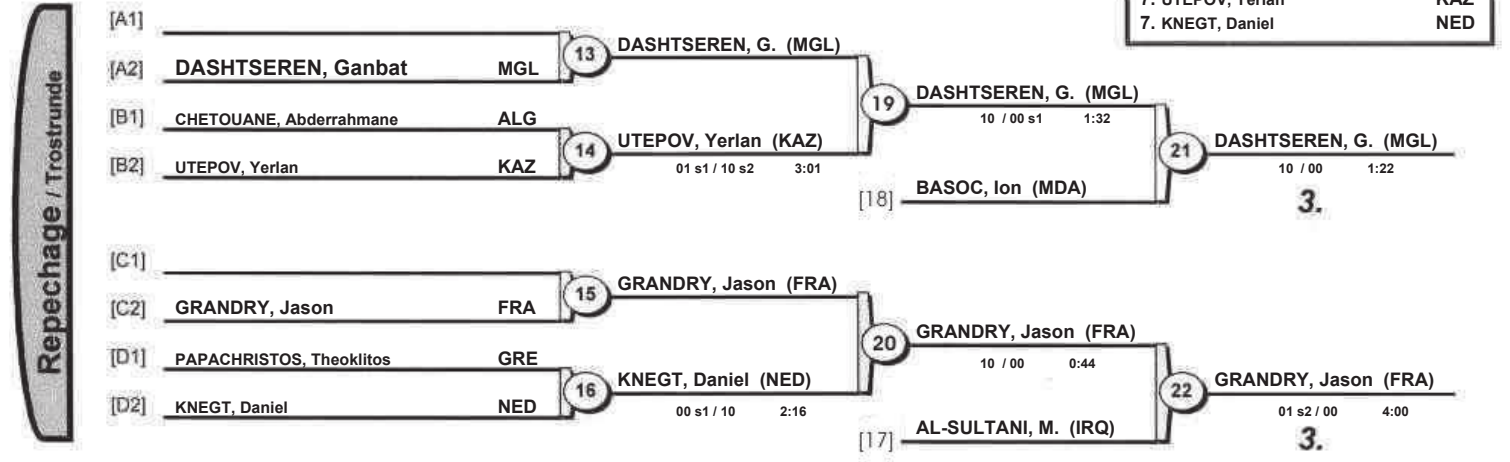 7. UTEPOV, Yerlan KAZ
7. KNEGT, Daniel NED
Repechage / Trostrunde
[A1]
[A2] DASHTSEREN, Ganbat MGL
13
DASHTSEREN, G. (MGL)
[B1] CHETOUANE, Abderrahmane ALG
[B2] UTEPOV, Yerlan KAZ
14
UTEPOV, Yerlan (KAZ)
01 s1 / 10 s2 3:01
19
DASHTSEREN, G. (MGL)
10 / 00 s1 1:32
[18] BASOC, Ion (MDA)
21
DASHTSEREN, G. (MGL)
10 / 00 1:22
3.
[C1]
[C2] GRANDRY, Jason FRA
15
GRANDRY, Jason (FRA)
[D1] PAPACHRISTOS, Theoklitos GRE
[D2] KNEGT, Daniel NED
16
KNEGT, Daniel (NED)
00 s1 / 10 2:16
20
GRANDRY, Jason (FRA)
10 / 00 0:44
[17] AL-SULTANI, M. (IRQ)
22
GRANDRY, Jason (FRA)
01 s2 / 00 4:00
3.